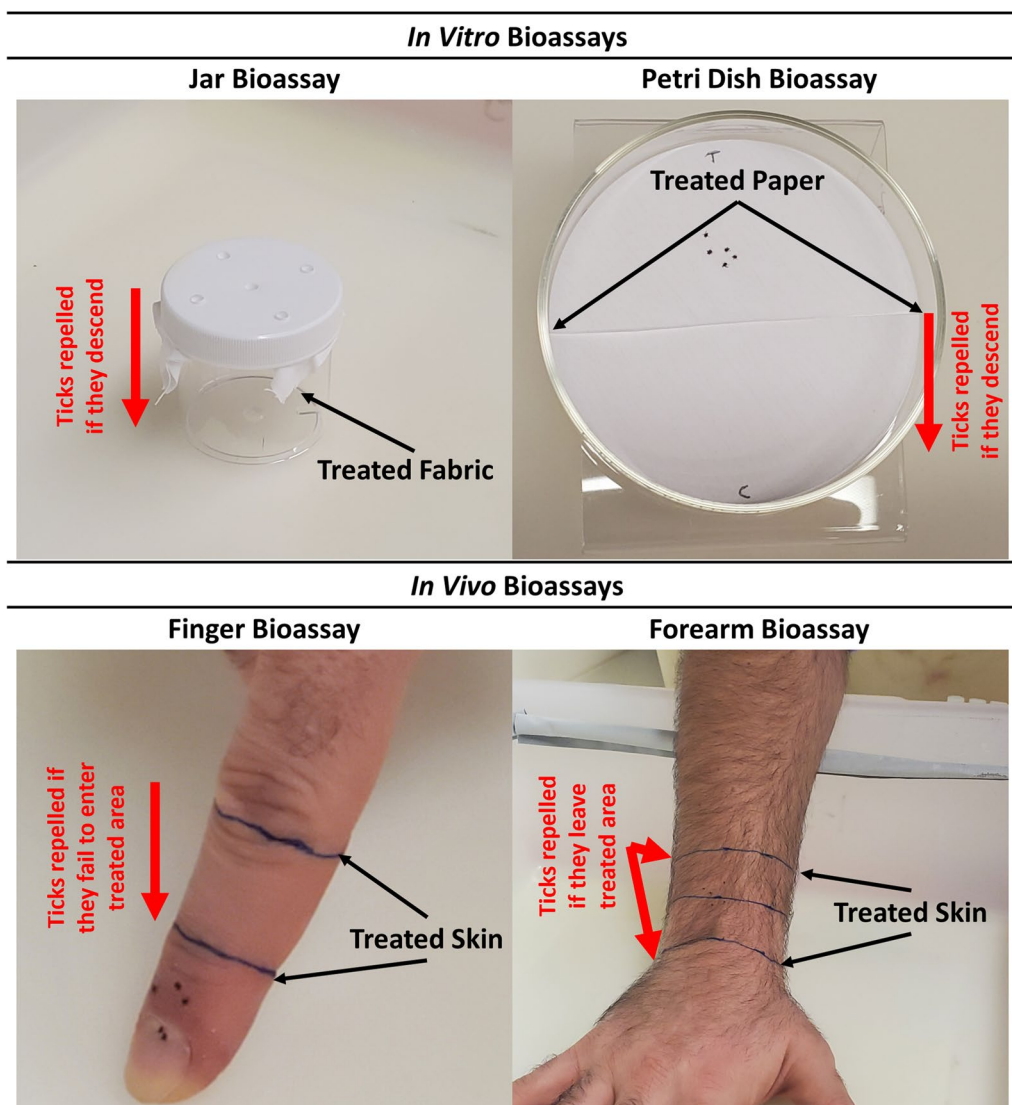 In Vitro Bioassays
Jar Bioassay
Petri Dish Bioassay
T
Treated Paper
Ticks repelled
if they descend
Ticks repelled
if they descend
Treated Fabric
C
In Vivo Bioassays
Finger Bioassay
Forearm Bioassay
Ticks repelled if
they fail to enter
treated area
Ticks repelled
if they leave
treated area
Treated Skin
Treated Skin